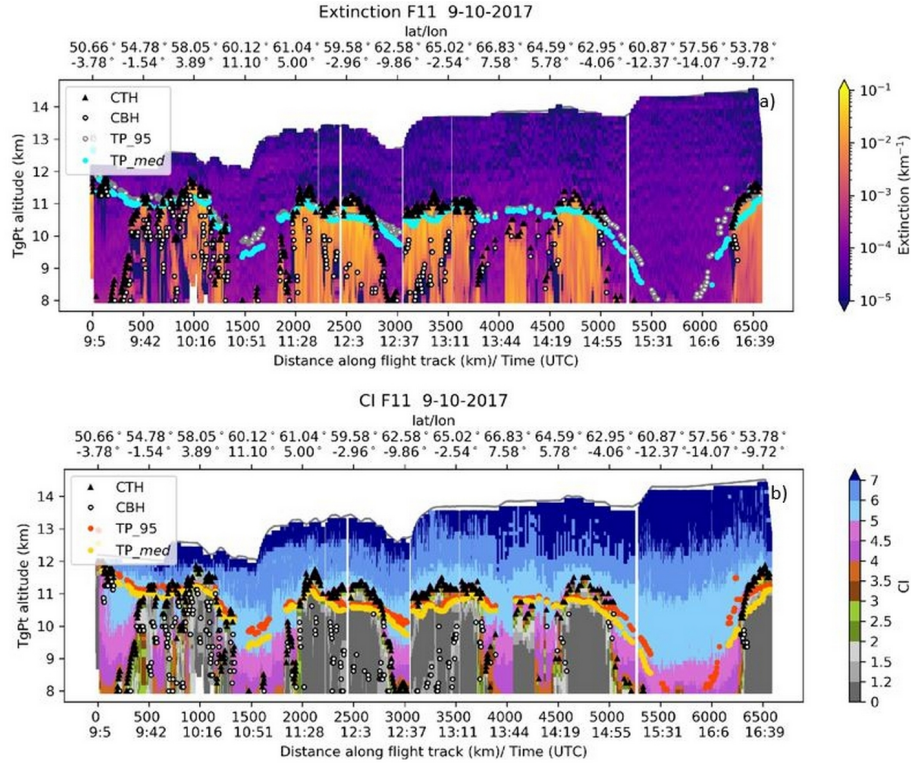 Extinction F11 9-10-2017
lat/lon
50.66° 54.78° 58.05° 60.12° 61.04° 59.58° 62.58° 65.02° 66.83° 64.59° 62.95° 60.87° 57.56° 53.78°
-3.78° -1.54° 3.89° 11.10° 5.00° -2.96° -9.86° -2.54° 7.58° 5.78° -4.06° -12.37° -14.07° -9.72°
CTH
CBH
TP_95
TP_med
a)
14
13
12
11
10
9
8
TgPt altitude (km)
0 500 1000 1500 2000 2500 3000 3500 4000 4500 5000 5500 6000 6500
9:5 9:42 10:16 10:51 11:28 12:3 12:37 13:11 13:44 14:19 14:55 15:31 16:6 16:39
Distance along flight track (km)/ Time (UTC)
10⁻¹
10⁻²
10⁻³
10⁻⁴
10⁻⁵
Extinction (km⁻¹)
CI F11 9-10-2017
lat/lon
50.66° 54.78° 58.05° 60.12° 61.04° 59.58° 62.58° 65.02° 66.83° 64.59° 62.95° 60.87° 57.56° 53.78°
-3.78° -1.54° 3.89° 11.10° 5.00° -2.96° -9.86° -2.54° 7.58° 5.78° -4.06° -12.37° -14.07° -9.72°
CTH
CBH
TP_95
TP_med
b)
14
13
12
11
10
9
8
TgPt altitude (km)
0 500 1000 1500 2000 2500 3000 3500 4000 4500 5000 5500 6000 6500
9:5 9:42 10:16 10:51 11:28 12:3 12:37 13:11 13:44 14:19 14:55 15:31 16:6 16:39
Distance along flight track (km)/ Time (UTC)
7
6
5
4.5
4
3.5
3
2.5
2
1.5
1.2
0
CI